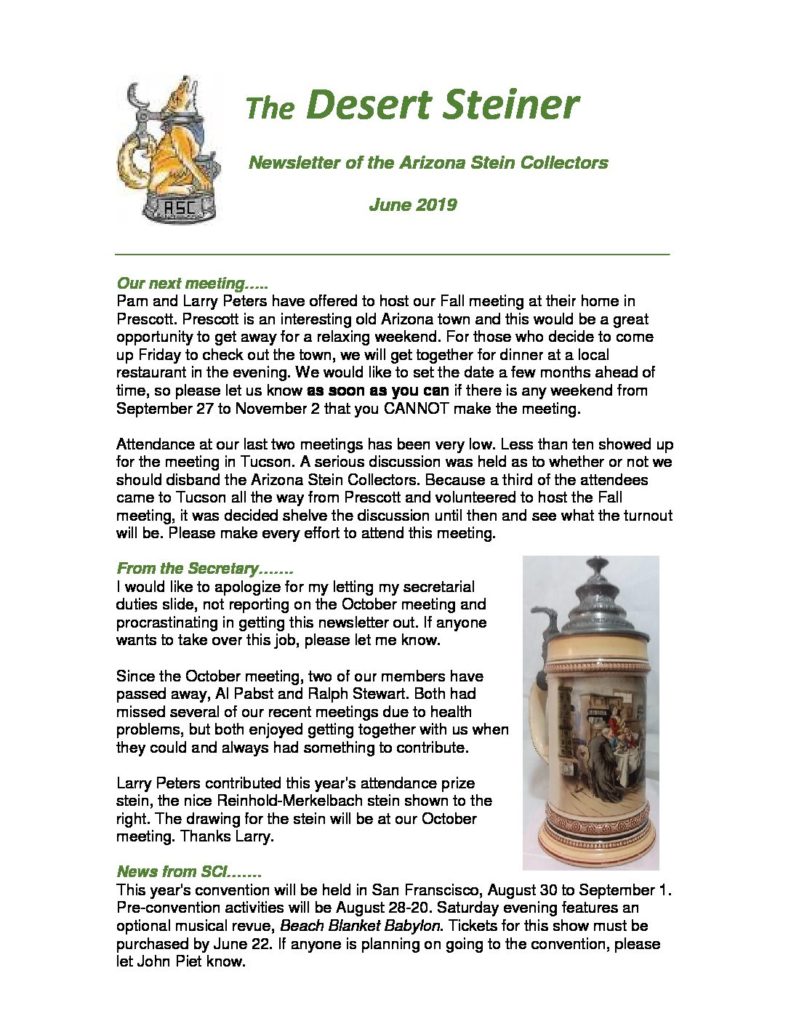 The Desert Steiner
ASC
Newsletter of the Arizona Stein Collectors
June 2019
Our next meeting…..
Pam and Larry Peters have offered to host our Fall meeting at their home in
Prescott. Prescott is an interesting old Arizona town and this would be a great
opportunity to get away for a relaxing weekend. For those who decide to come
up Friday to check out the town, we will get together for dinner at a local
restaurant in the evening. We would like to set the date a few months ahead of
time, so please let us know as soon as you can if there is any weekend from
September 27 to November 2 that you CANNOT make the meeting.
Attendance at our last two meetings has been very low. Less than ten showed up
for the meeting in Tucson. A serious discussion was held as to whether or not we
should disband the Arizona Stein Collectors. Because a third of the attendees
came to Tucson all the way from Prescott and volunteered to host the Fall
meeting, it was decided shelve the discussion until then and see what the turnout
will be. Please make every effort to attend this meeting.
From the Secretary…….
I would like to apologize for my letting my secretarial
duties slide, not reporting on the October meeting and
procrastinating in getting this newsletter out. If anyone
wants to take over this job, please let me know.
Since the October meeting, two of our members have
passed away, Al Pabst and Ralph Stewart. Both had
missed several of our recent meetings due to health
problems, but both enjoyed getting together with us when
they could and always had something to contribute.
Larry Peters contributed this year's attendance prize
stein, the nice Reinhold-Merkelbach stein shown to the
right. The drawing for the stein will be at our October
meeting. Thanks Larry.
News from SCI…….
This year's convention will be held in San Franscisco, August 30 to September 1.
Pre-convention activities will be August 28-20. Saturday evening features an
optional musical revue, Beach Blanket Babylon. Tickets for this show must be
purchased by June 22. If anyone is planning on going to the convention, please
let John Piet know.